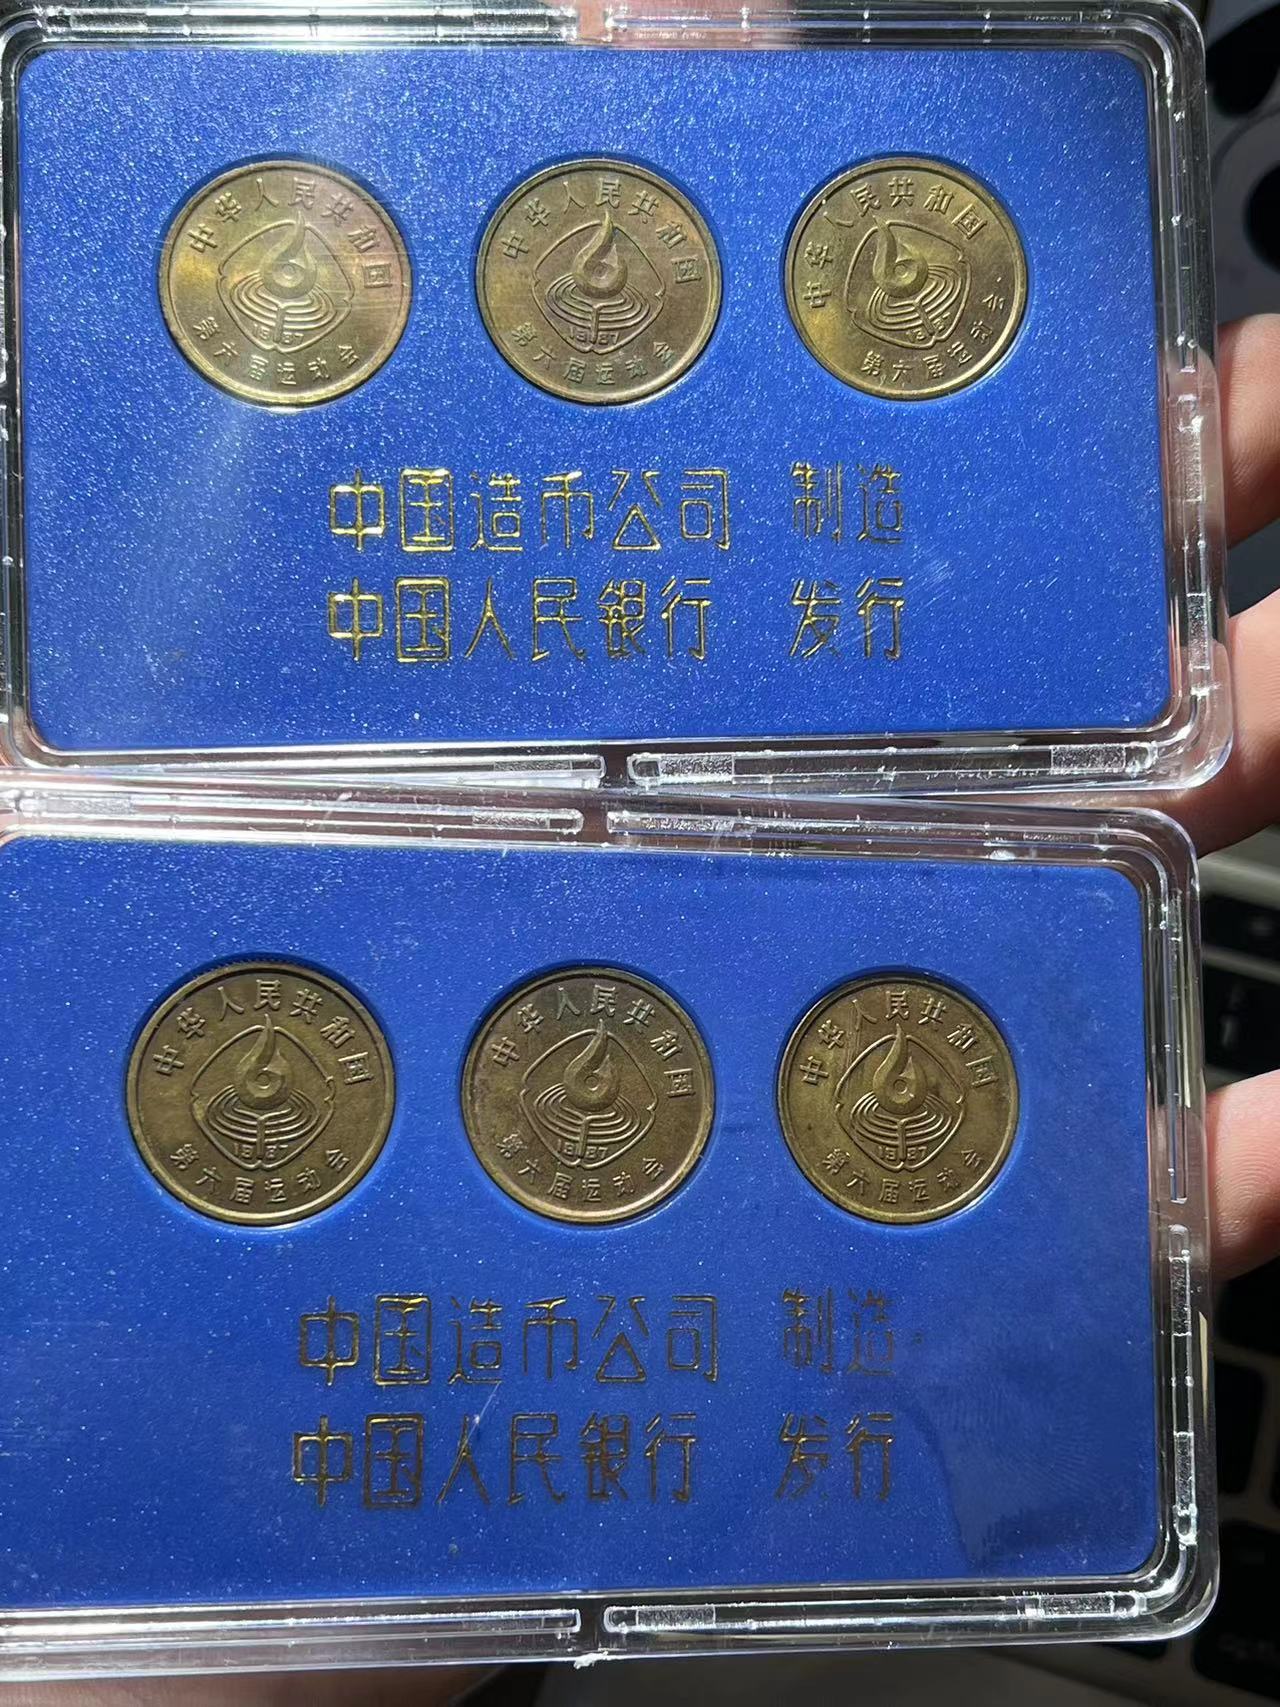 中华人民共和国
1987
第六届运动会
中华人民共和国
1987
第六届运动会
中华人民共和国
1987
第六届运动会
中国造币公司 制造
中国人民银行 发行
中华人民共和国
1987
第六届运动会
中华人民共和国
1987
第六届运动会
中华人民共和国
1987
第六届运动会
中国造币公司 制造
中国人民银行 发行